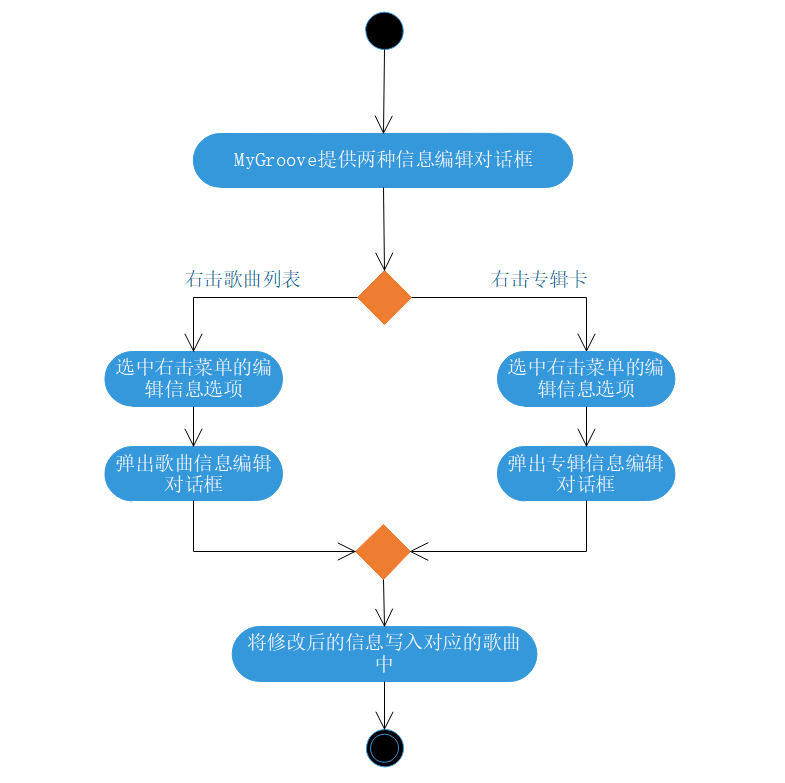 MyGroove提供两种信息编辑对话框
右击歌曲列表
右击专辑卡
选中右击菜单的编
辑信息选项
选中右击菜单的编
辑信息选项
弹出歌曲信息编辑
对话框
弹出专辑信息编辑
对话框
将修改后的信息写入对应的歌曲
中